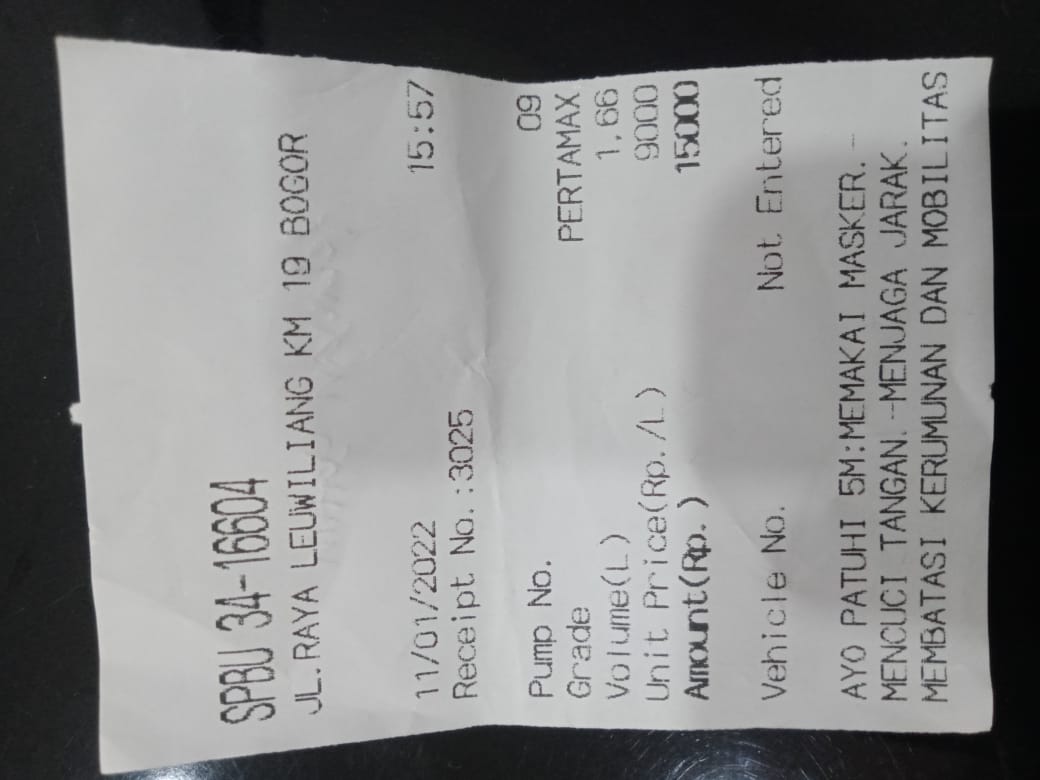 SPBU 34-16604
JL.RAYA LEUWILIANG KM 19 BOGOR
11/01/2022 15:57
Receipt No.:3025
Pump No. 09
Grade PERTAMAX
Volume(L) 1,66
Unit Price(Rp./L) 9000
Amount(Rp.) 15000
Vehicle No. Not Entered
AYO PATUHI 5M:MEMAKAI MASKER.-
MENCUCI TANGAN.-MENJAGA JARAK.
MEMBATASI KERUMUNAN DAN MOBILITAS